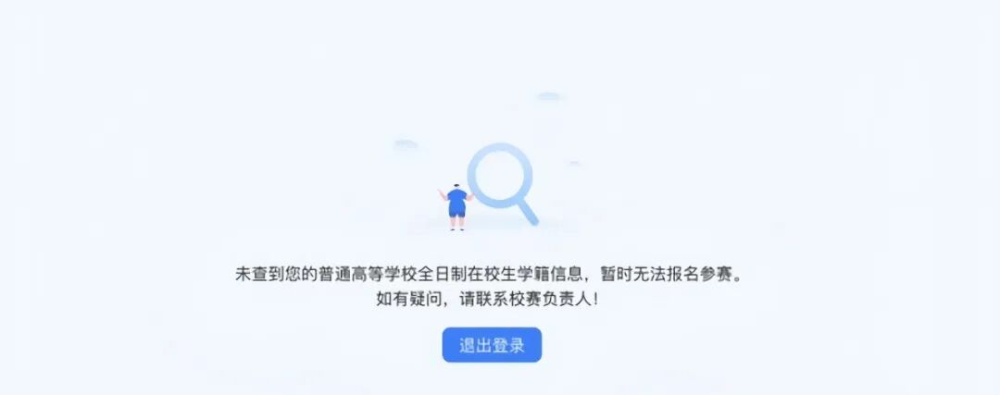 未查到您的普通高等学校全日制在校生学籍信息，暂时无法报名参赛。
如有疑问，请联系校赛负责人！
退出登录